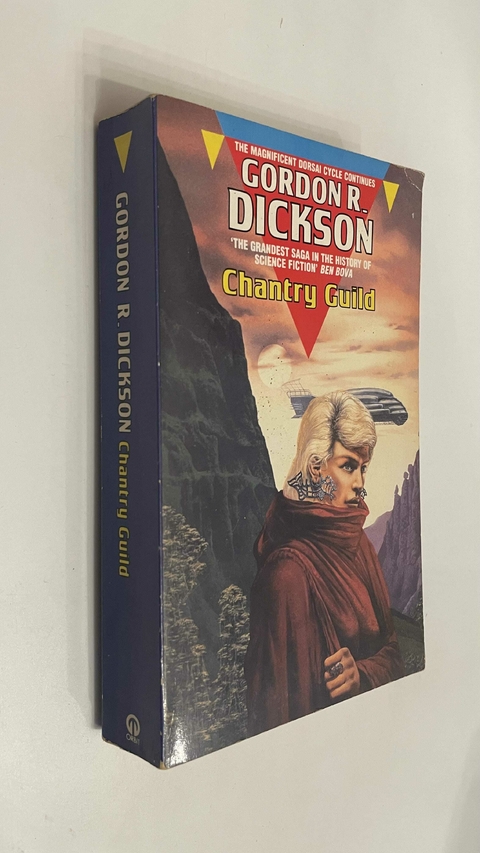 THE MAGNIFICENT DORSAI CYCLE CONTINUES
GORDON R.
DICKSON
'THE GRANDEST SAGA IN THE HISTORY OF
SCIENCE FICTION' BEN BOVA
Chantry Guild
GORDON R. DICKSON Chantry Guild
ORBIT